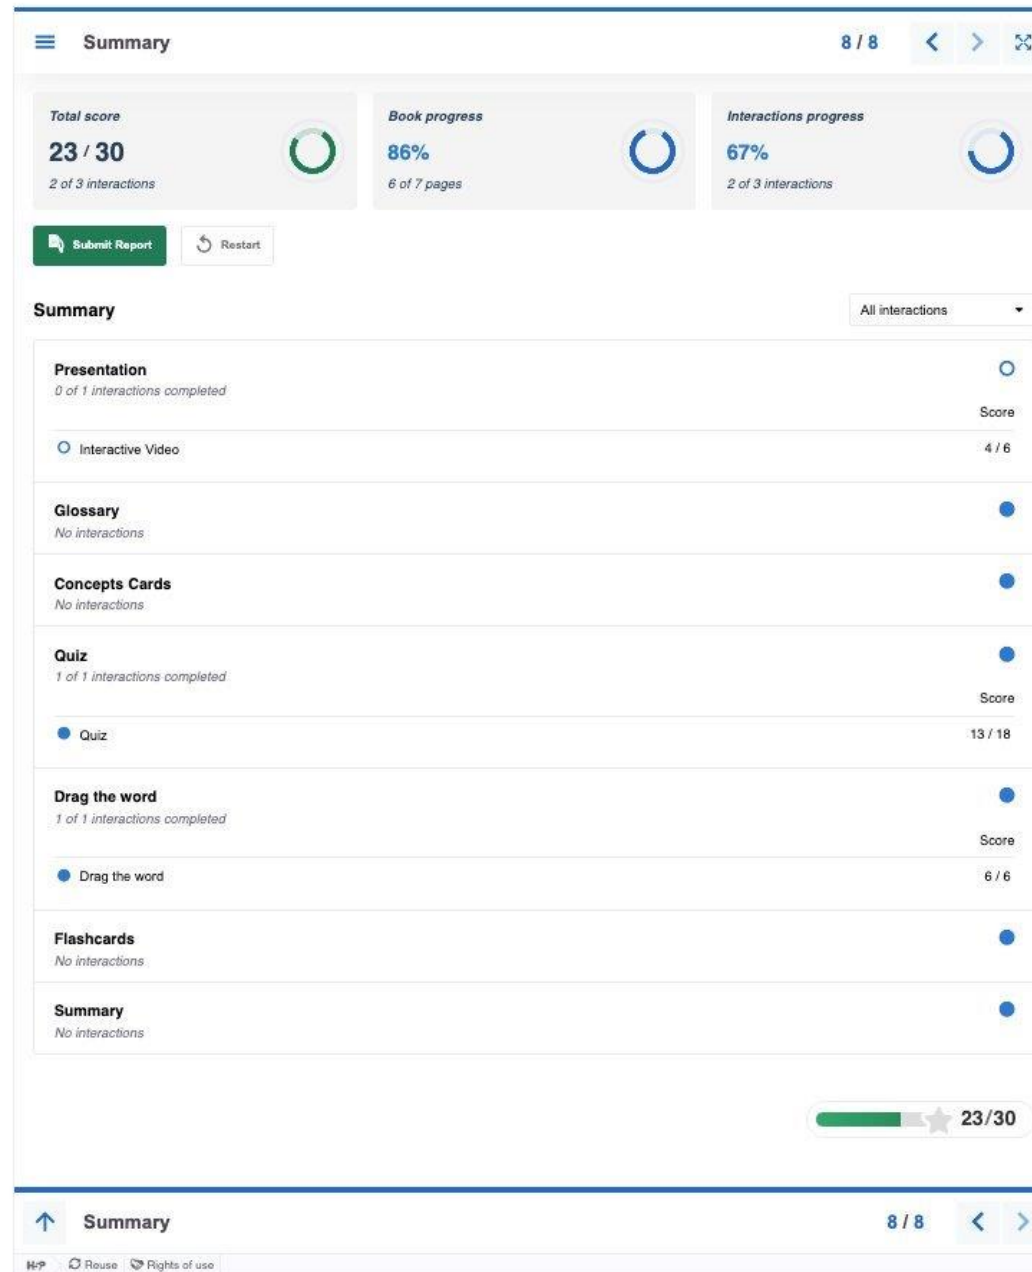 Summary
8 / 8
Total score
23 / 30
2 of 3 interactions
Book progress
86%
6 of 7 pages
Interactions progress
67%
2 of 3 interactions
Submit Report
Restart
Summary
All interactions
Presentation
0 of 1 interactions completed
Score
Interactive Video
4 / 6
Glossary
No interactions
Concepts Cards
No interactions
Quiz
1 of 1 interactions completed
Score
Quiz
13 / 18
Drag the word
1 of 1 interactions completed
Score
Drag the word
6 / 6
Flashcards
No interactions
Summary
No interactions
23/30
Summary
8 / 8
H5P
Reuse
Rights of use